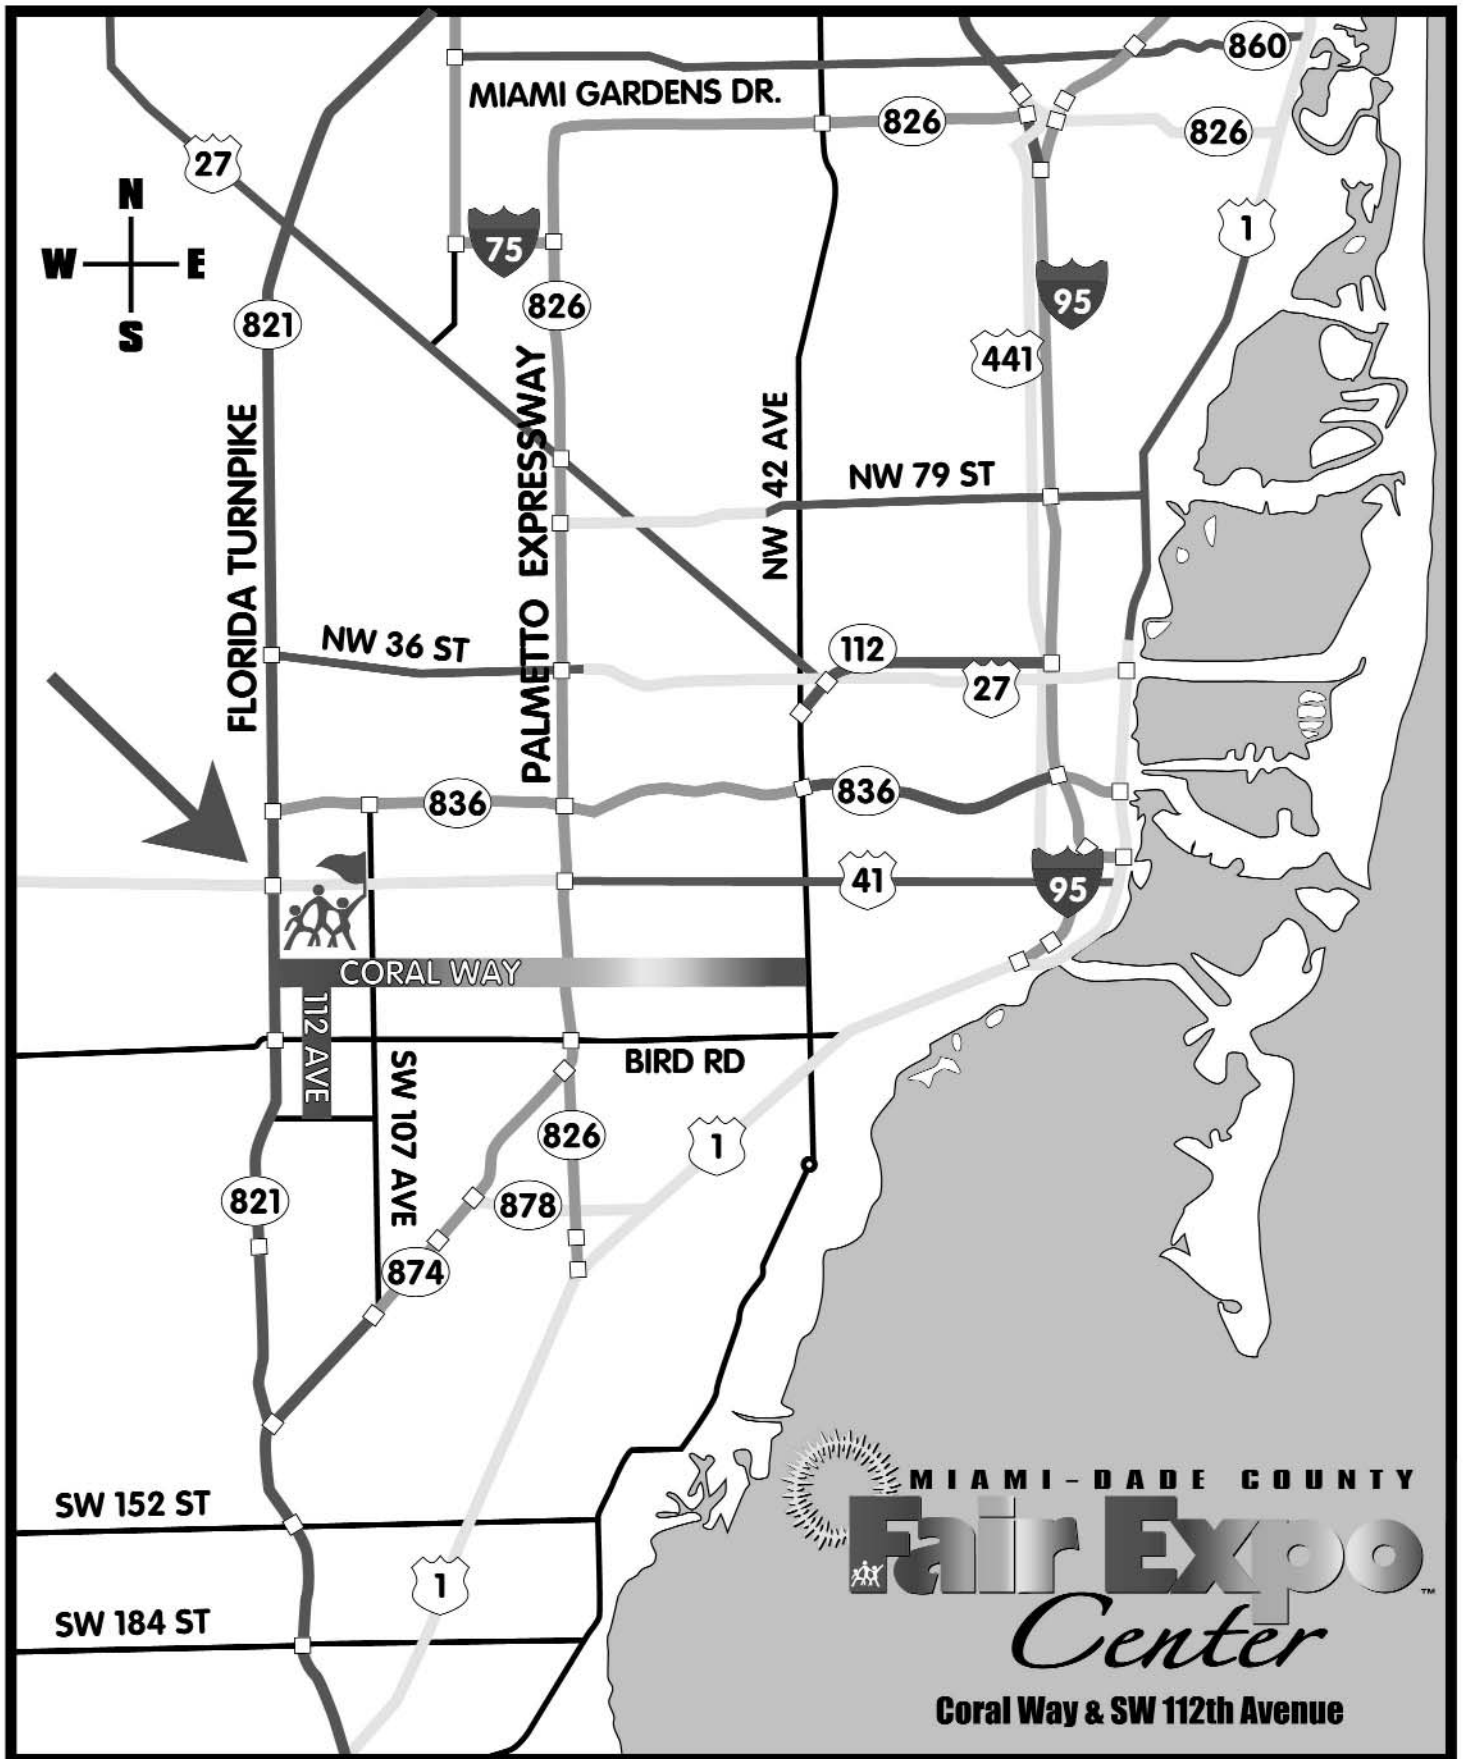 860
MIAMI GARDENS DR.
826
826
27
N
W E
S
1
75
95
826
821
441
FLORIDA TURNPIKE
PALMETTO EXPRESSWAY
NW 42 AVE
NW 79 ST
NW 36 ST
112
27
836
836
41
95
CORAL WAY
112 AVE
BIRD RD
SW 107 AVE
826
1
821
878
874
SW 152 ST
1
SW 184 ST
MIAMI-DADE COUNTY
Fair Expo ™
Center
Coral Way & SW 112th Avenue